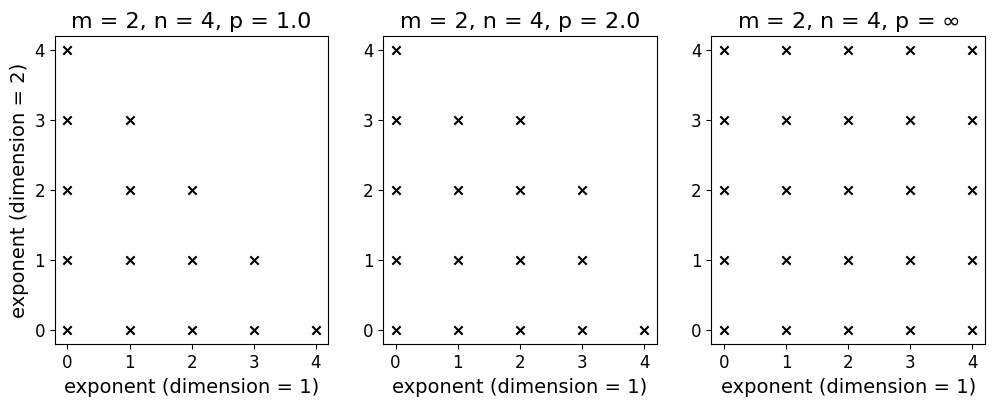 m = 2, n = 4, p = 1.0
m = 2, n = 4, p = 2.0
m = 2, n = 4, p = ∞
exponent (dimension = 2)
4
3
2
1
0
0 1 2 3 4
exponent (dimension = 1)
4
3
2
1
0
0 1 2 3 4
exponent (dimension = 1)
4
3
2
1
0
0 1 2 3 4
exponent (dimension = 1)